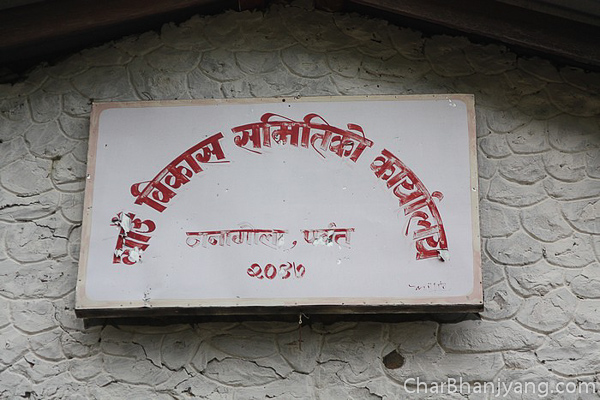 हाट विकास समितिको कार्यालय
, पर्वत
२०३७
CharBhanjyang.com